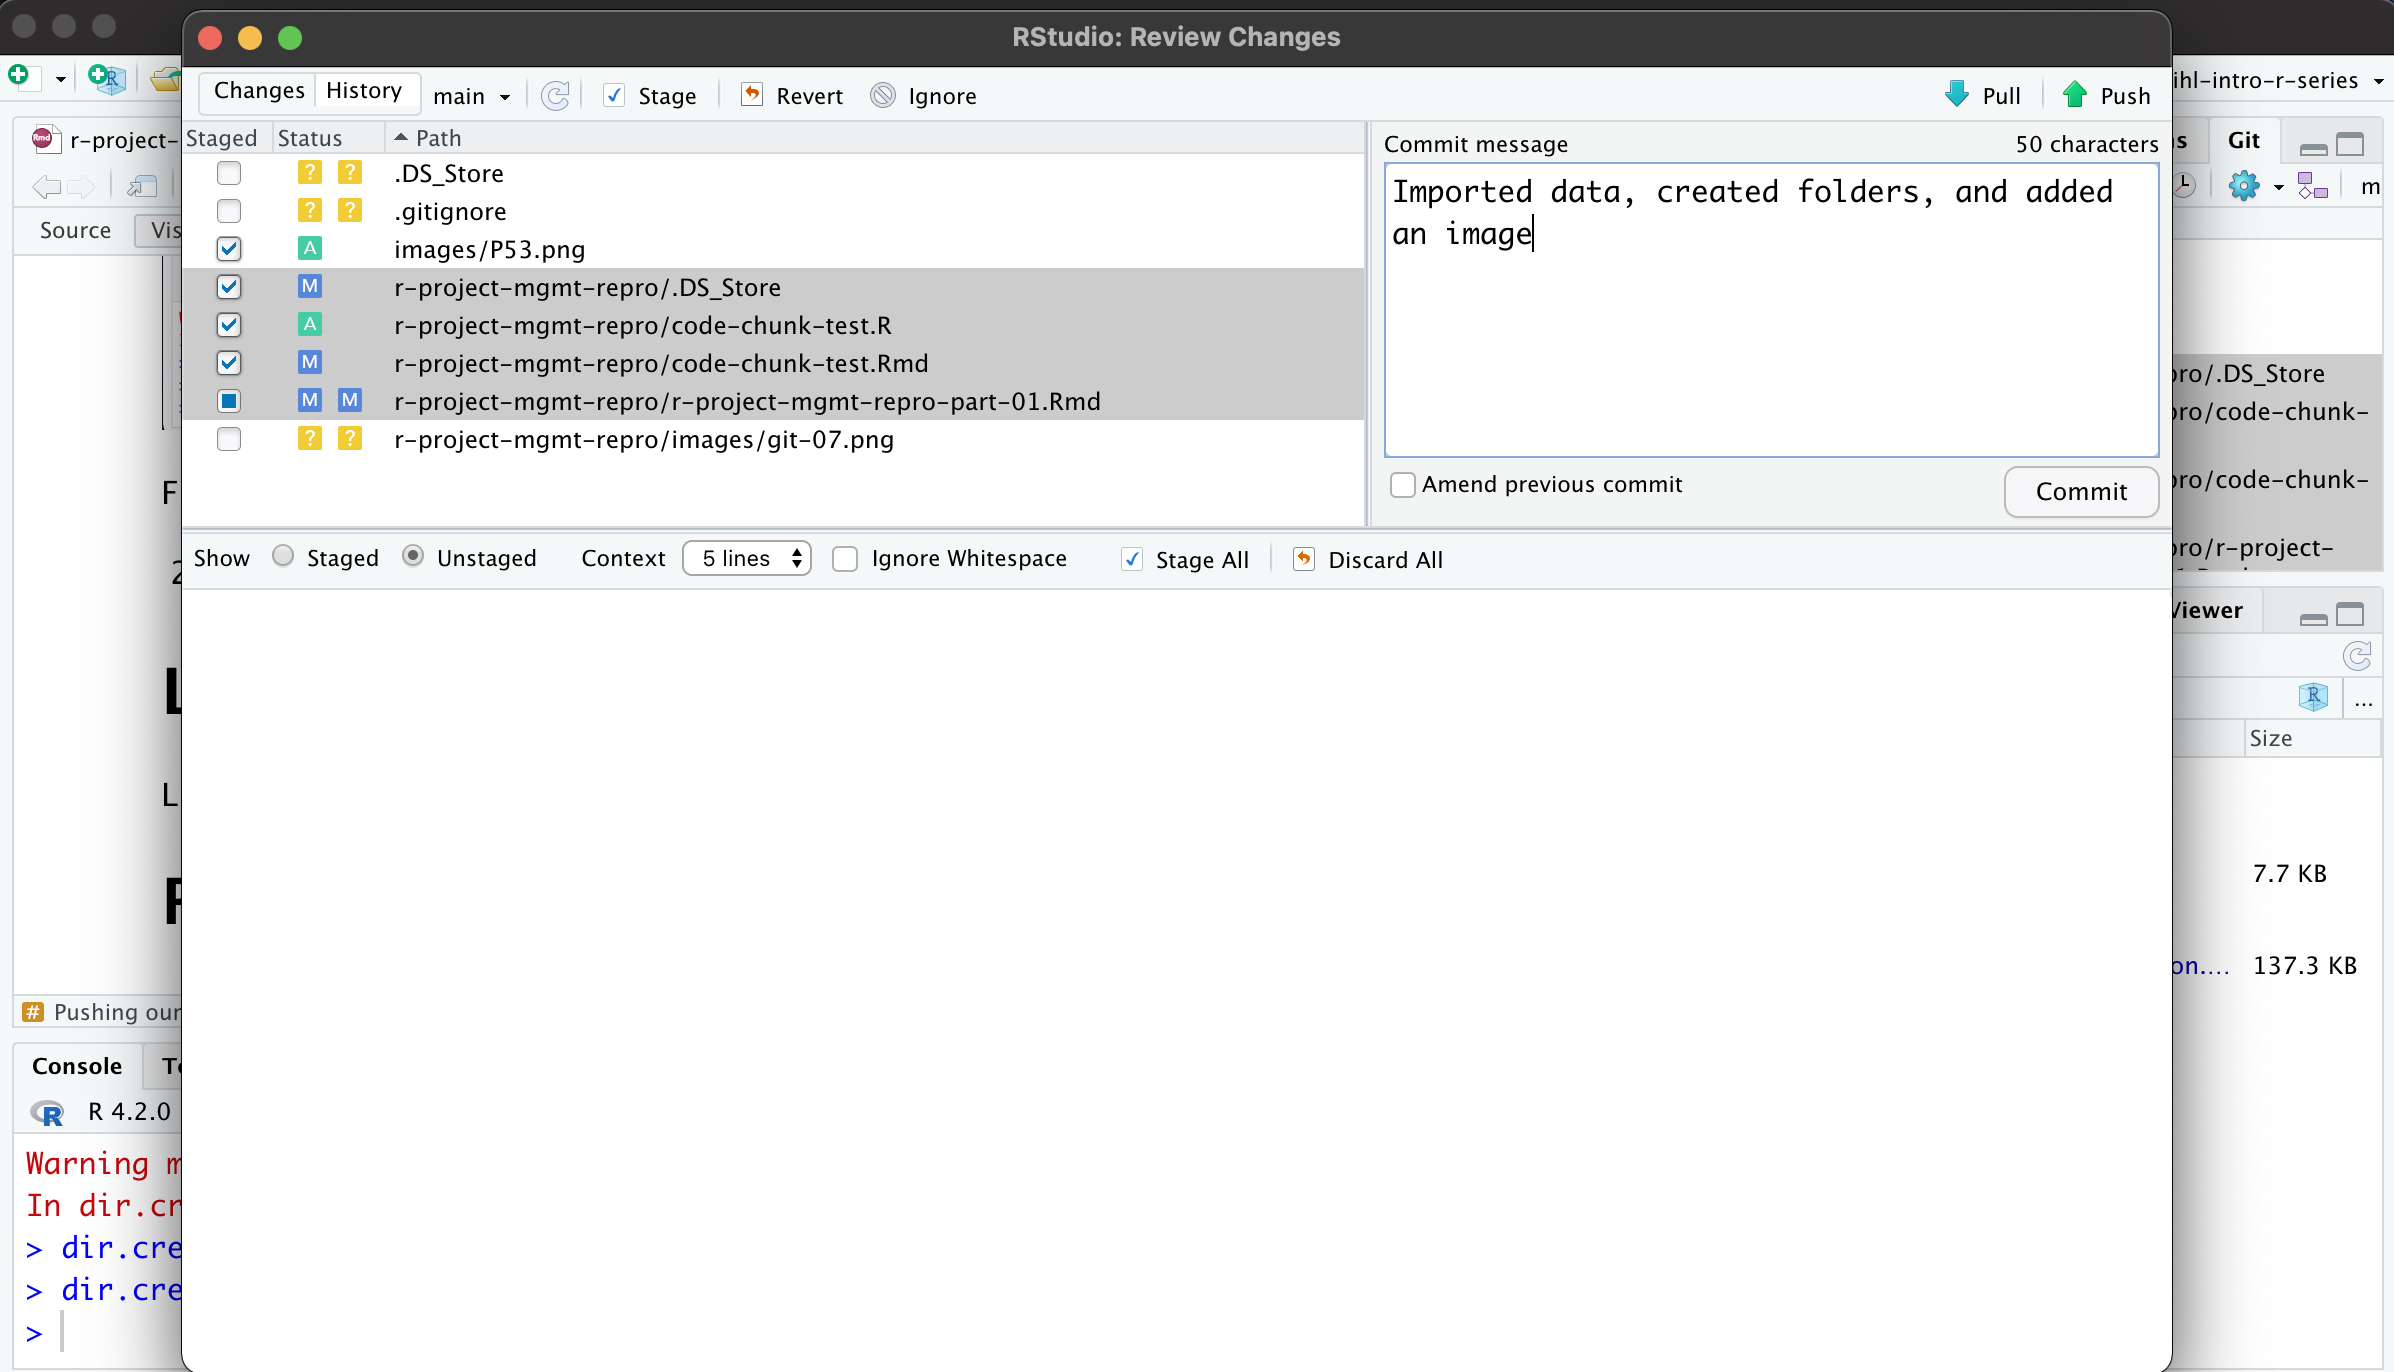 RStudio: Review Changes
Changes History main Stage Revert Ignore Pull Push
ihl-intro-r-series
r-project-
Staged Status Path
Commit message 50 characters
Git
? ? .DS_Store
? ? .gitignore
A images/P53.png
M r-project-mgmt-repro/.DS_Store
A r-project-mgmt-repro/code-chunk-test.R
M r-project-mgmt-repro/code-chunk-test.Rmd
M M r-project-mgmt-repro/r-project-mgmt-repro-part-01.Rmd
? ? r-project-mgmt-repro/images/git-07.png
Imported data, created folders, and added
an image
Amend previous commit
Commit
Source Vis
m
ro/.DS_Store
ro/code-chunk-
ro/code-chunk-
ro/r-project-
Show Staged Unstaged Context 5 lines Ignore Whitespace Stage All Discard All
F
2
L
L
Viewer
...
Size
7.7 KB
on.... 137.3 KB
# Pushing our
Console Te
R 4.2.0
Warning m
In dir.cr
> dir.cre
> dir.cre
>